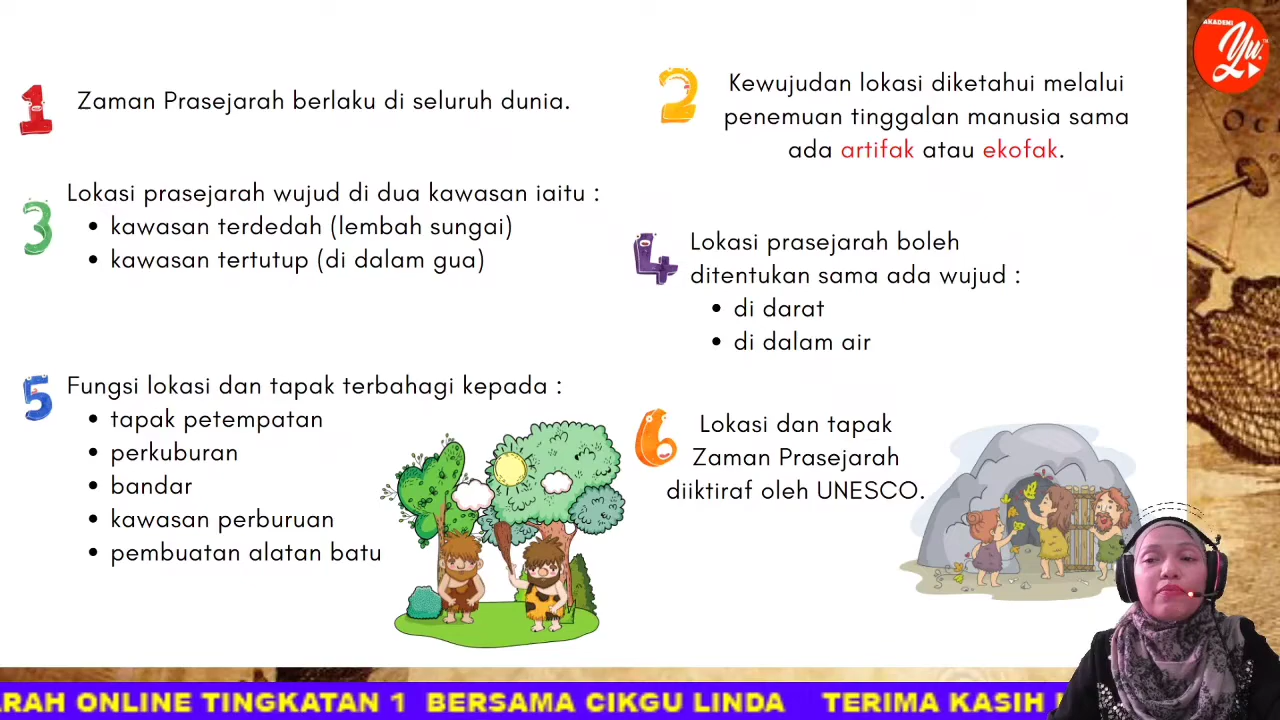 1 Zaman Prasejarah berlaku di seluruh dunia.
2 Kewujudan lokasi diketahui melalui
penemuan tinggalan manusia sama
ada artifak atau ekofak.
3 Lokasi prasejarah wujud di dua kawasan iaitu :
• kawasan terdedah (lembah sungai)
• kawasan tertutup (di dalam gua)
4 Lokasi prasejarah boleh
ditentukan sama ada wujud :
• di darat
• di dalam air
5 Fungsi lokasi dan tapak terbahagi kepada :
• tapak petempatan
• perkuburan
• bandar
• kawasan perburuan
• pembuatan alatan batu
6 Lokasi dan tapak
Zaman Prasejarah
diiktiraf oleh UNESCO.
AKADEMI
Yu.
ARAH ONLINE TINGKATAN 1 BERSAMA CIKGU LINDA TERIMA KASIH